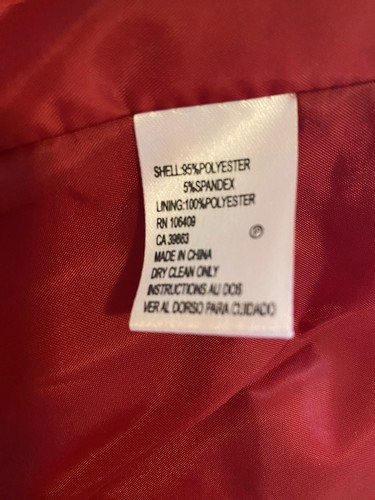 SHELL:95%POLYESTER
5%SPANDEX
LINING:100%POLYESTER
RN 106409
CA 39663
P
MADE IN CHINA
DRY CLEAN ONLY
INSTRUCTIONS AU DOS
VER AL DORSO PARA CUIDADO